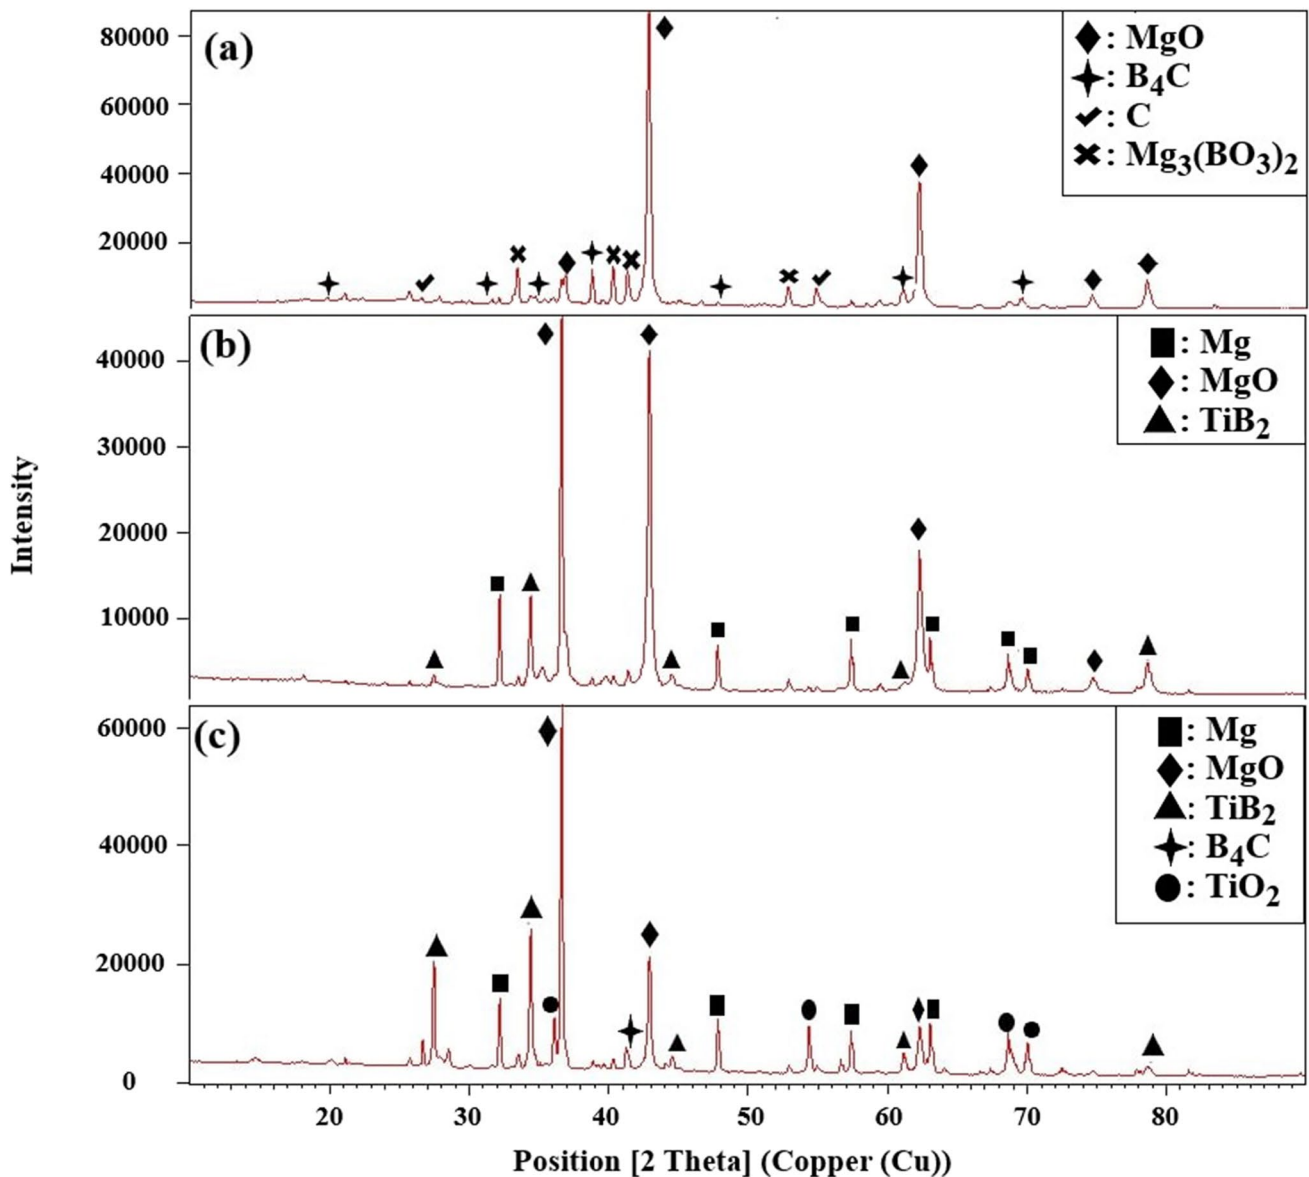 (a)
80000
60000
40000
20000
: MgO
: B4C
: C
: Mg3(BO3)2
(b)
40000
30000
20000
10000
: Mg
: MgO
: TiB2
Intensity
(c)
60000
40000
20000
0
: Mg
: MgO
: TiB2
: B4C
: TiO2
20 30 40 50 60 70 80
Position [2 Theta] (Copper (Cu))